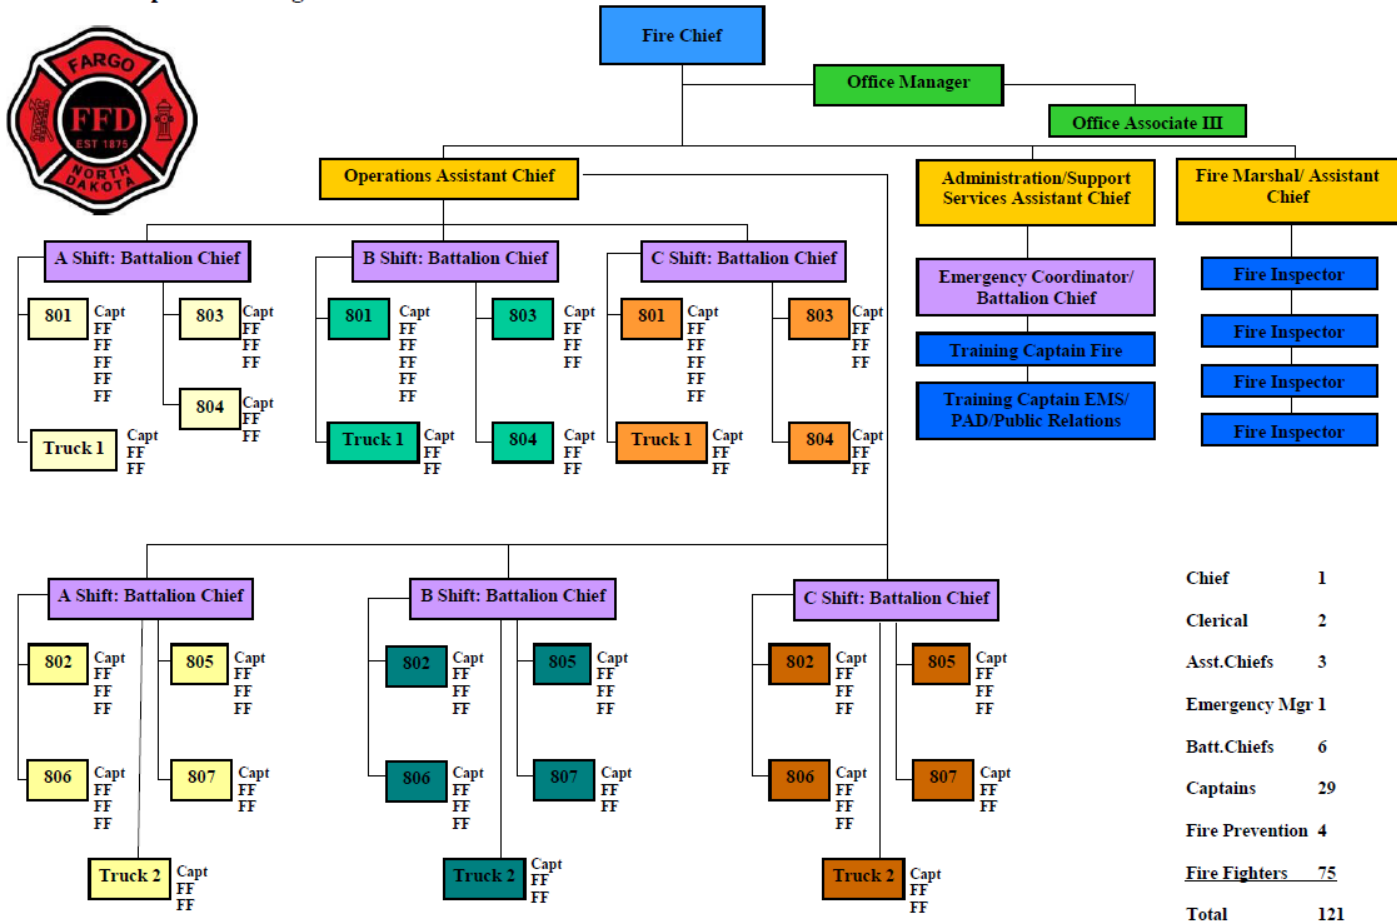 FARGO
FFD
EST 1875
NORTH
DAKOTA
Fire Chief
Office Manager
Office Associate III
Operations Assistant Chief
Administration/Support
Services Assistant Chief
Fire Marshal/ Assistant
Chief
A Shift: Battalion Chief
801
Capt
FF
FF
FF
FF
FF
803
Capt
FF
FF
FF
804
Capt
FF
FF
Truck 1
Capt
FF
FF
B Shift: Battalion Chief
801
Capt
FF
FF
FF
FF
FF
803
Capt
FF
FF
FF
Truck 1
Capt
FF
FF
804
Capt
FF
FF
C Shift: Battalion Chief
801
Capt
FF
FF
FF
FF
FF
803
Capt
FF
FF
FF
Truck 1
Capt
FF
FF
804
Capt
FF
FF
Emergency Coordinator/
Battalion Chief
Training Captain Fire
Training Captain EMS/
PAD/Public Relations
Fire Inspector
Fire Inspector
Fire Inspector
Fire Inspector
A Shift: Battalion Chief
802
Capt
FF
FF
FF
805
Capt
FF
FF
FF
806
Capt
FF
FF
FF
807
Capt
FF
FF
Truck 2
Capt
FF
FF
B Shift: Battalion Chief
802
Capt
FF
FF
FF
805
Capt
FF
FF
FF
806
Capt
FF
FF
FF
807
Capt
FF
FF
Truck 2
Capt
FF
FF
C Shift: Battalion Chief
802
Capt
FF
FF
FF
805
Capt
FF
FF
FF
806
Capt
FF
FF
FF
807
Capt
FF
FF
Truck 2
Capt
FF
FF
Chief 1
Clerical 2
Asst.Chiefs 3
Emergency Mgr 1
Batt.Chiefs 6
Captains 29
Fire Prevention 4
Fire Fighters 75
Total 121